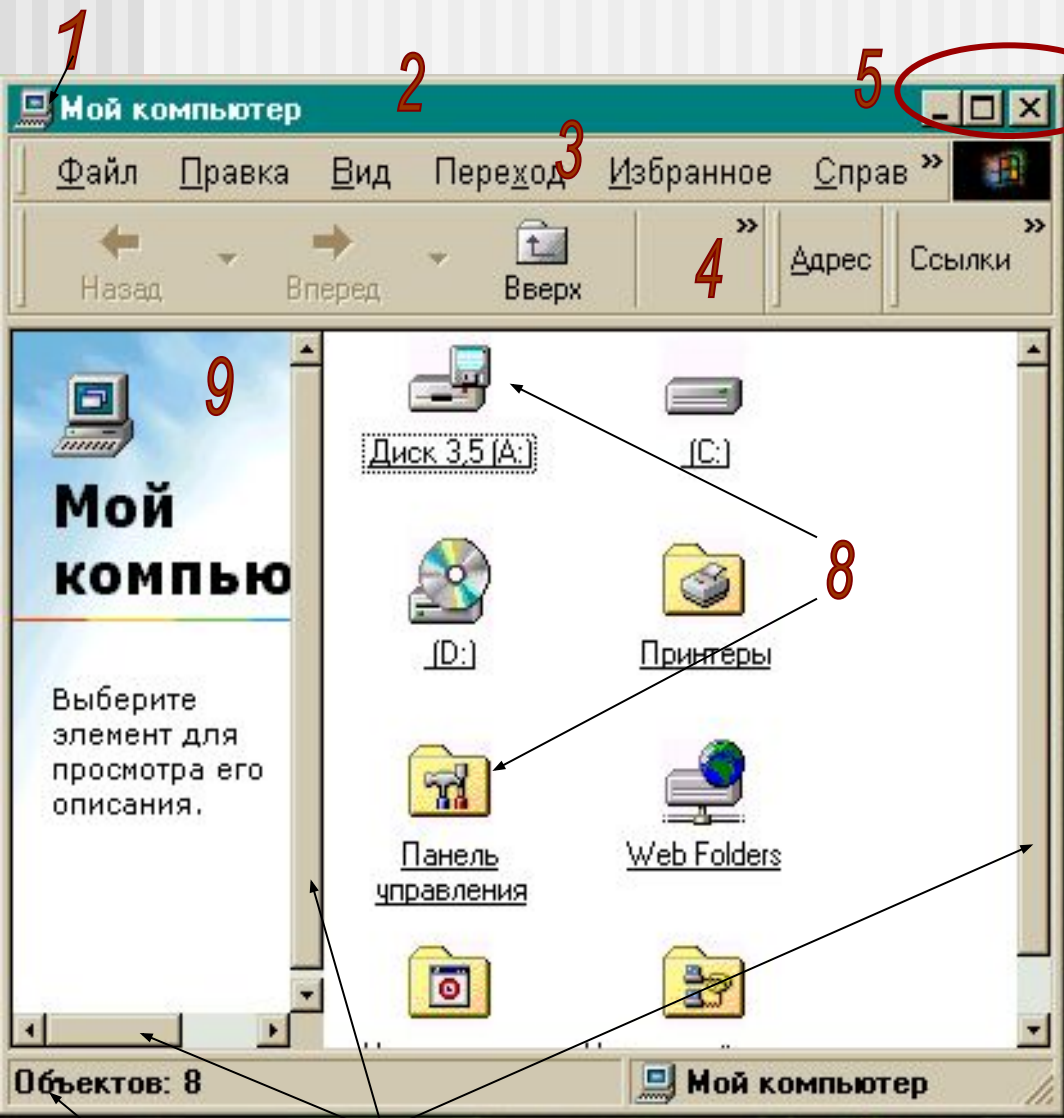 1
2
5
Мой компьютер
3
Файл Правка Вид Переход Избранное Справ »
» »
4
Назад Вперед Вверх Адрес Ссылки
9
Диск 3,5 (A:) (C:)
Мой
компью
8
(D:) Принтеры
Выберите
элемент для
просмотра его
описания.
Панель
управления
Web Folders
Объектов: 8 Мой компьютер